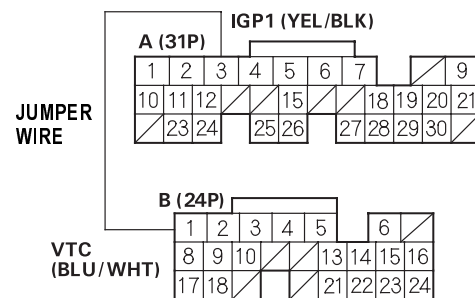 IGP1 (YEL/BLK)
A (31P)
1 2 3 4 5 6 7 9
10 11 12 15 18 19 20 21
JUMPER
WIRE
23 24 25 26 27 28 29 30
B (24P)
1 2 3 4 5 6
VTC
(BLU/WHT)
8 9 10 13 14 15 16
17 18 21 22 23 24